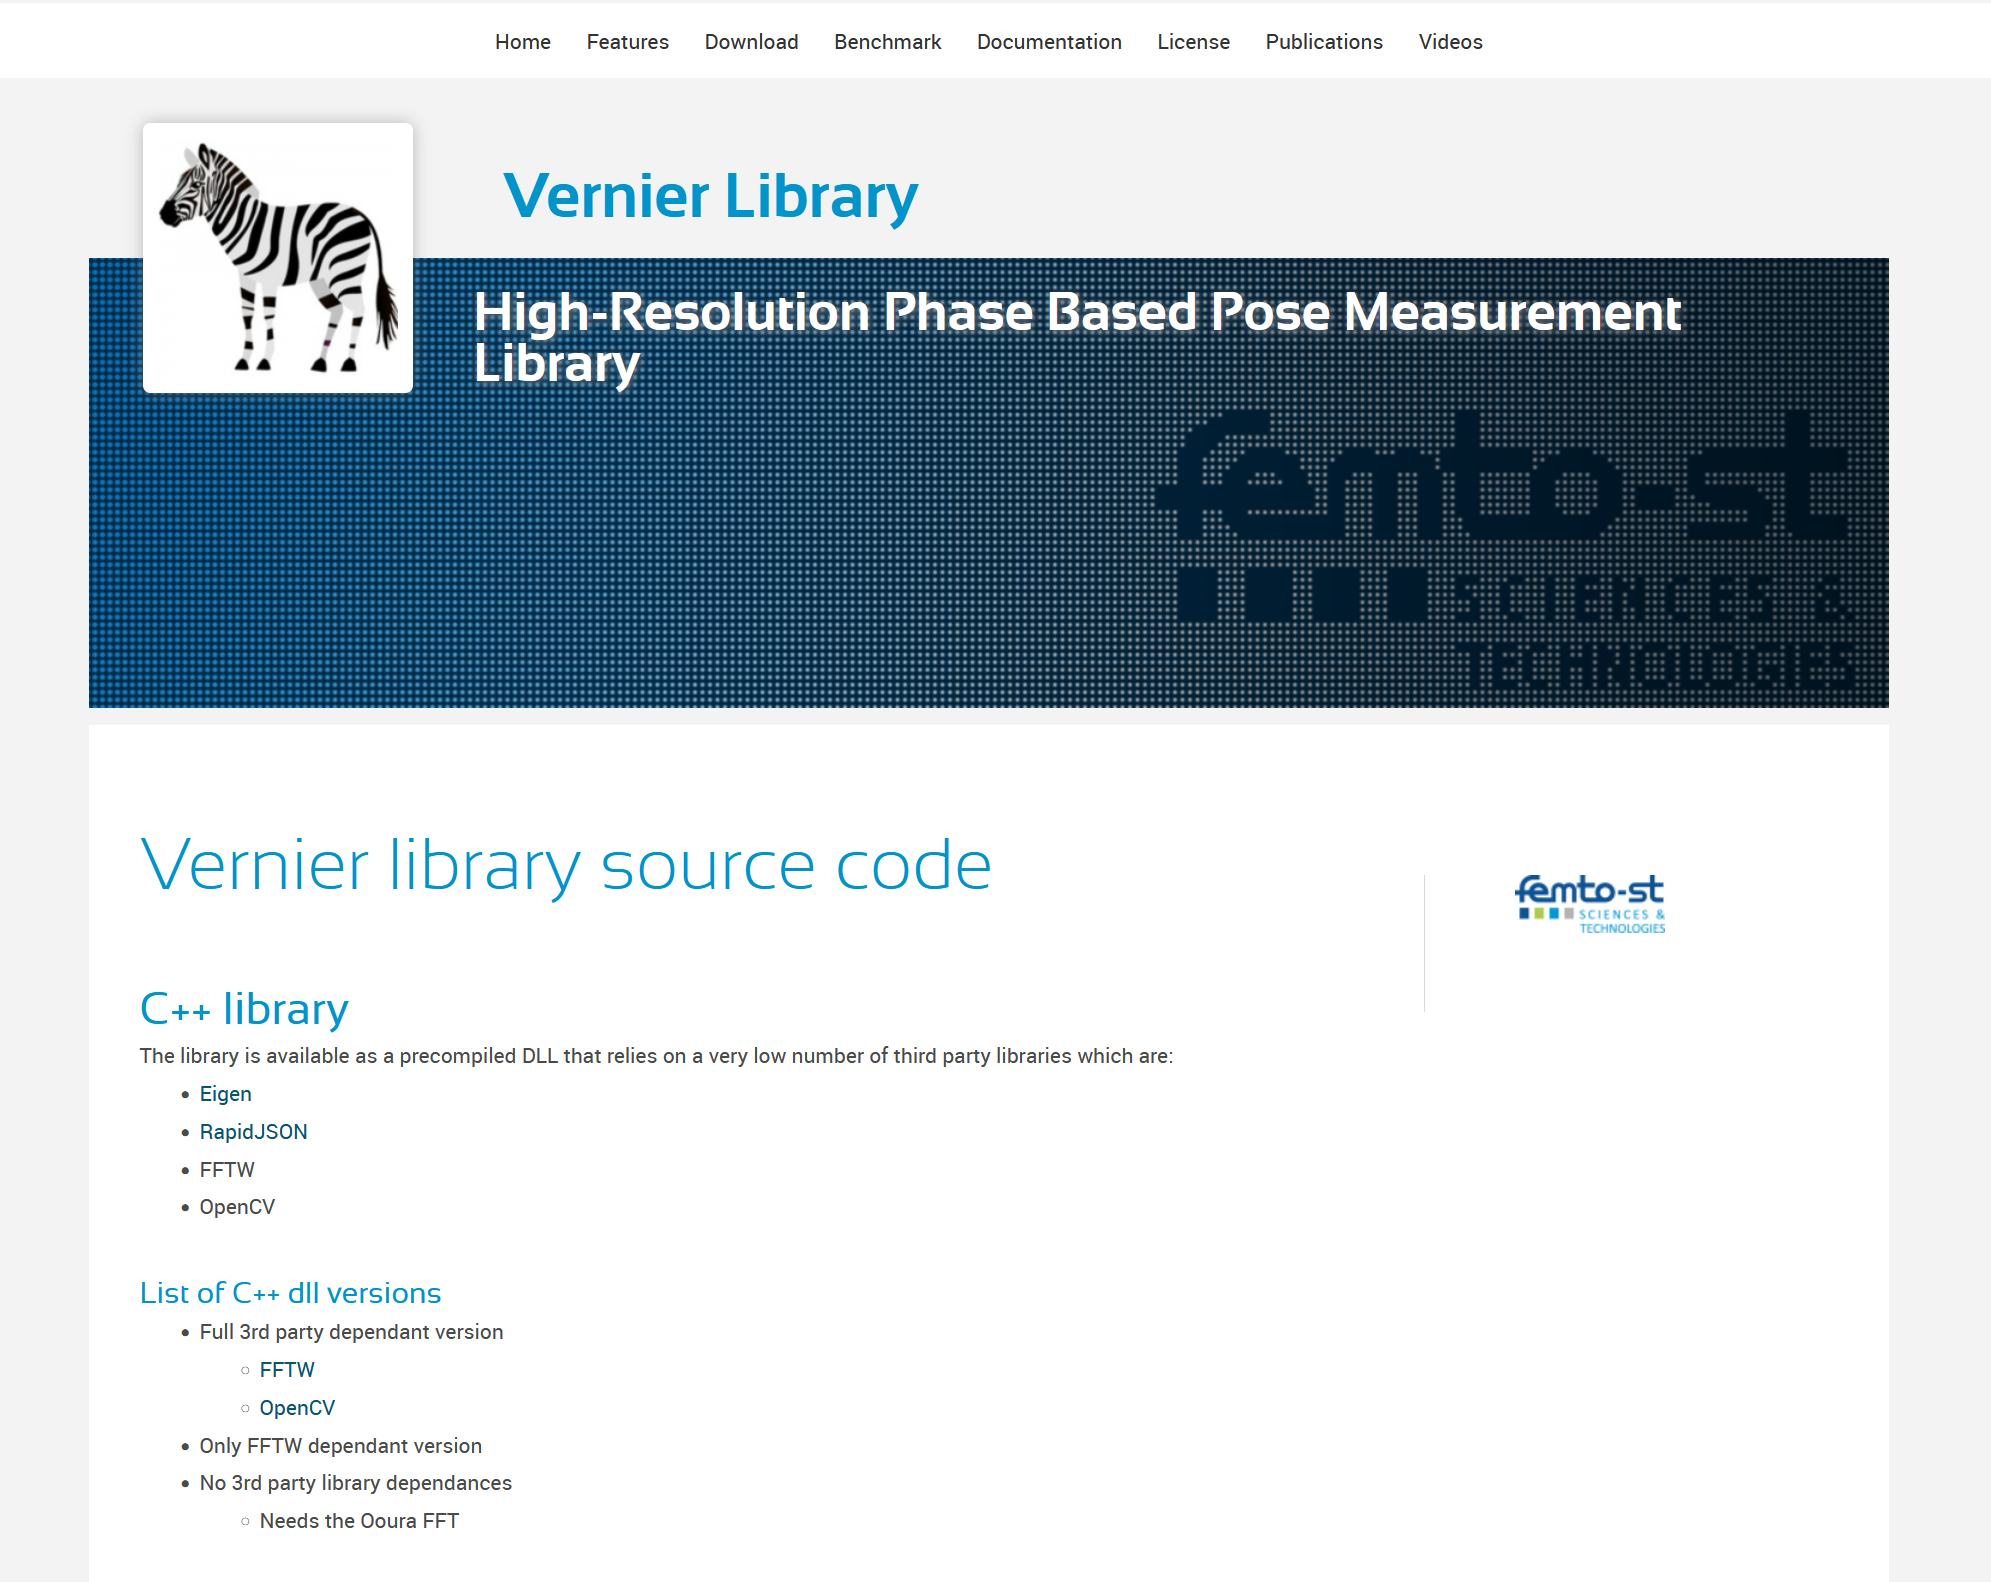 Home Features Download Benchmark Documentation License Publications Videos
Vernier Library
High-Resolution Phase Based Pose Measurement
Library
femto-st
SCIENCES &
TECHNOLOGIES
Vernier library source code
femto-st
SCIENCES &
TECHNOLOGIES
C++ library
The library is available as a precompiled DLL that relies on a very low number of third party libraries which are:
Eigen
RapidJSON
FFTW
OpenCV
List of C++ dll versions
Full 3rd party dependant version
FFTW
OpenCV
Only FFTW dependant version
No 3rd party library dependances
Needs the Ooura FFT